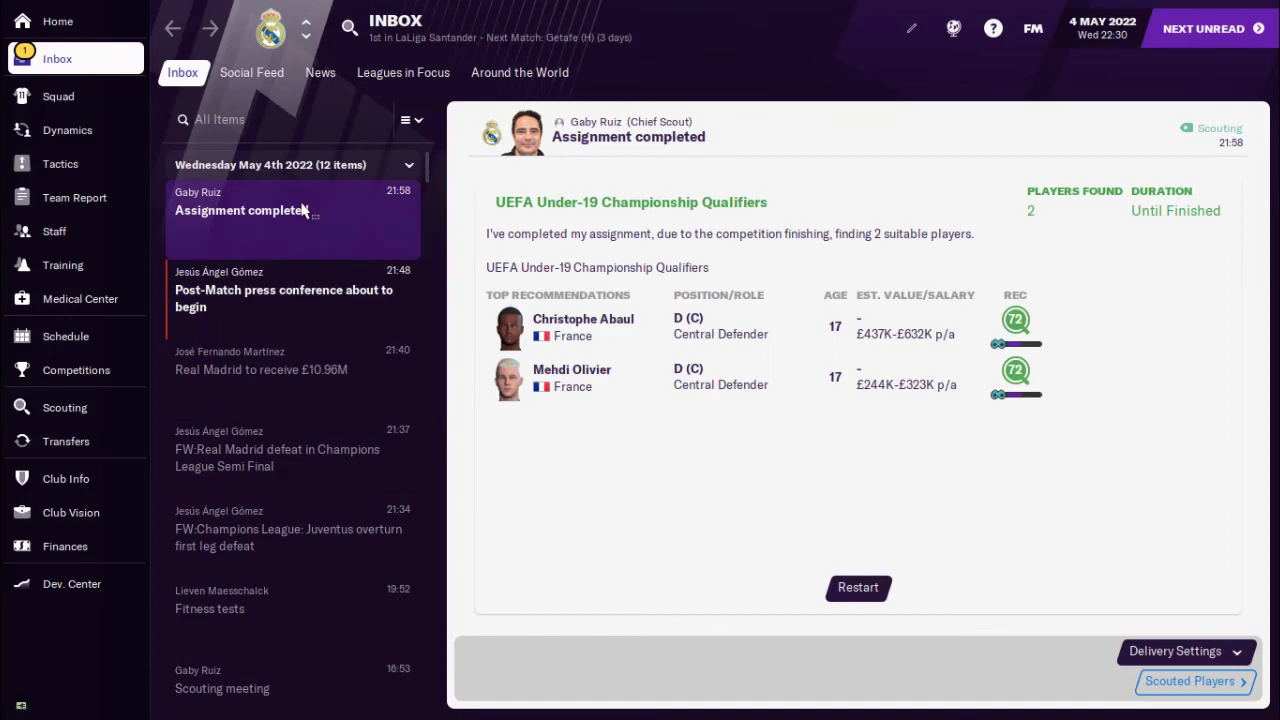 Home
1
Inbox
Squad
Dynamics
Tactics
Team Report
Staff
Training
Medical Center
Schedule
Competitions
Scouting
Transfers
Club Info
Club Vision
Finances
Dev. Center
INBOX
1st in LaLiga Santander - Next Match: Getafe (H) (3 days)
?
FM
4 MAY 2022
Wed 22:30
NEXT UNREAD
Inbox
Social Feed
News
Leagues in Focus
Around the World
All Items
Wednesday May 4th 2022 (12 items)
Gaby Ruiz 21:58
Assignment completed
Jesús Ángel Gómez 21:48
Post-Match press conference about to
begin
José Fernando Martínez 21:40
Real Madrid to receive £10.96M
Jesús Ángel Gómez 21:37
FW:Real Madrid defeat in Champions
League Semi Final
Jesús Ángel Gómez 21:34
FW:Champions League: Juventus overturn
first leg defeat
Lieven Maesschalck 19:52
Fitness tests
Gaby Ruiz 16:53
Scouting meeting
Gaby Ruiz (Chief Scout)
Assignment completed
Scouting
21:58
UEFA Under-19 Championship Qualifiers
PLAYERS FOUND DURATION
2 Until Finished
I've completed my assignment, due to the competition finishing, finding 2 suitable players.
UEFA Under-19 Championship Qualifiers
TOP RECOMMENDATIONS POSITION/ROLE AGE EST. VALUE/SALARY REC
Christophe Abaul D (C) 17 - 72
France Central Defender £437K-£632K p/a
Mehdi Olivier D (C) 17 - 72
France Central Defender £244K-£323K p/a
Restart
Delivery Settings
Scouted Players